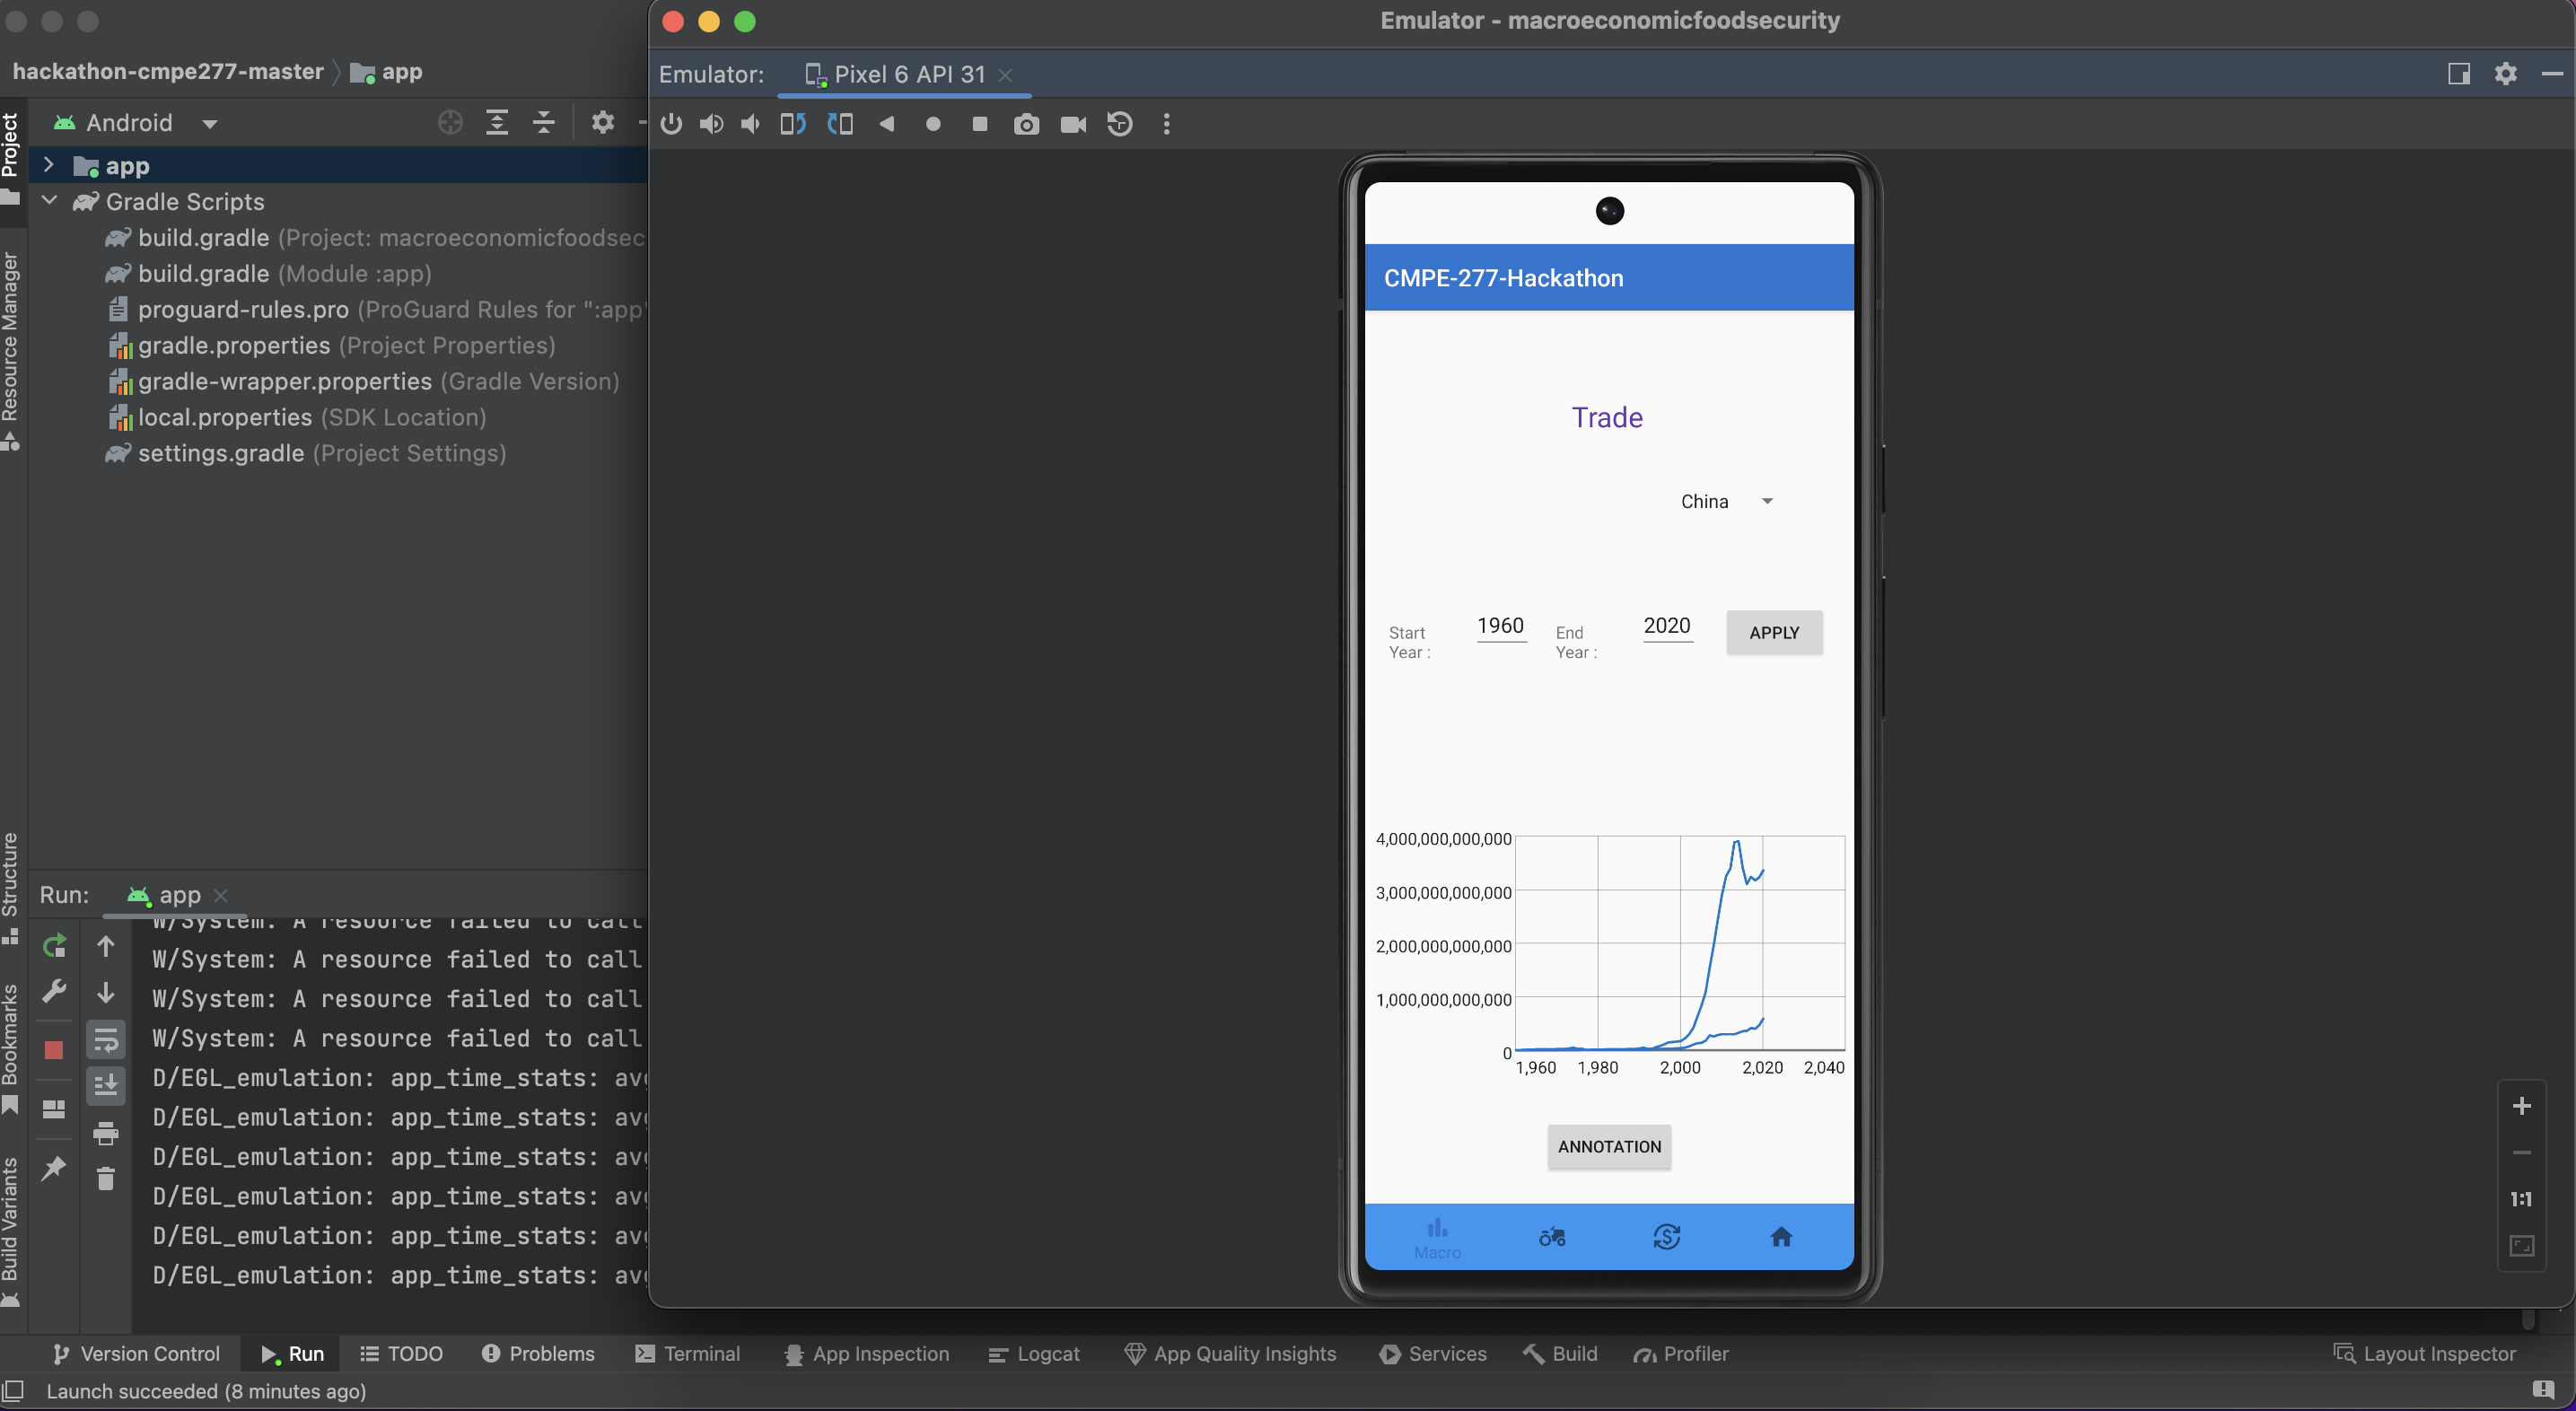 Emulator - macroeconomicfoodsecurity
hackathon-cmpe277-master
app
Emulator:
Pixel 6 API 31
Project
Android
app
Gradle Scripts
build.gradle (Project: macroeconomicfoodsec
build.gradle (Module :app)
proguard-rules.pro (ProGuard Rules for ":app"
gradle.properties (Project Properties)
gradle-wrapper.properties (Gradle Version)
local.properties (SDK Location)
settings.gradle (Project Settings)
Resource Manager
Structure
Bookmarks
Build Variants
CMPE-277-Hackathon
Trade
China
Start Year :
1960
End Year :
2020
APPLY
4,000,000,000,000
3,000,000,000,000
2,000,000,000,000
1,000,000,000,000
0
1,960
1,980
2,000
2,020
2,040
ANNOTATION
Macro
1:1
Run:
app
W/System: A resource failed to call
W/System: A resource failed to call
W/System: A resource failed to call
W/System: A resource failed to call
D/EGL_emulation: app_time_stats: avg
D/EGL_emulation: app_time_stats: avg
D/EGL_emulation: app_time_stats: avg
D/EGL_emulation: app_time_stats: avg
D/EGL_emulation: app_time_stats: avg
D/EGL_emulation: app_time_stats: avg
Version Control
Run
TODO
Problems
Terminal
App Inspection
Logcat
App Quality Insights
Services
Build
Profiler
Layout Inspector
Launch succeeded (8 minutes ago)